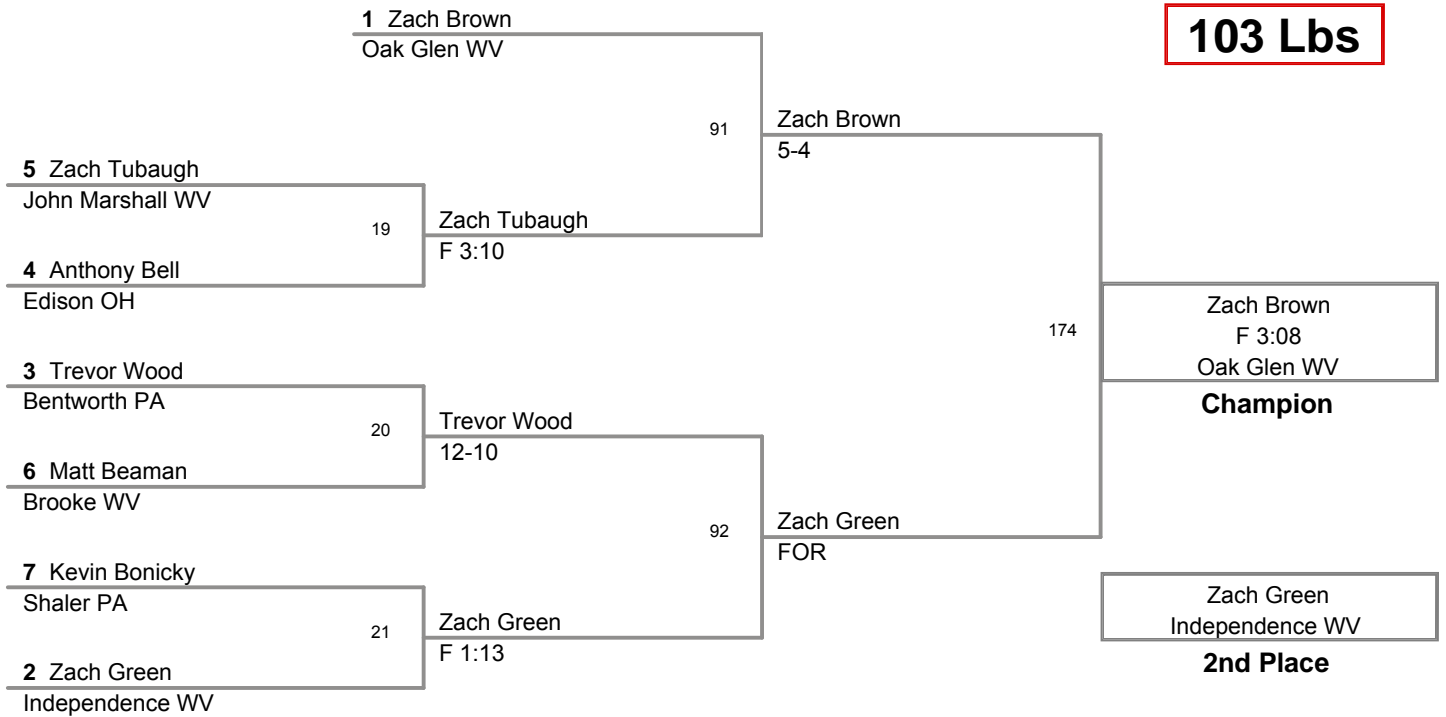 1 Zach Brown
Oak Glen WV
103 Lbs
91
Zach Brown
5-4
5 Zach Tubaugh
John Marshall WV
19
Zach Tubaugh
F 3:10
4 Anthony Bell
Edison OH
174
Zach Brown
F 3:08
Oak Glen WV
Champion
3 Trevor Wood
Bentworth PA
20
Trevor Wood
12-10
6 Matt Beaman
Brooke WV
92
Zach Green
FOR
7 Kevin Bonicky
Shaler PA
21
Zach Green
F 1:13
2 Zach Green
Independence WV
Zach Green
Independence WV
2nd Place